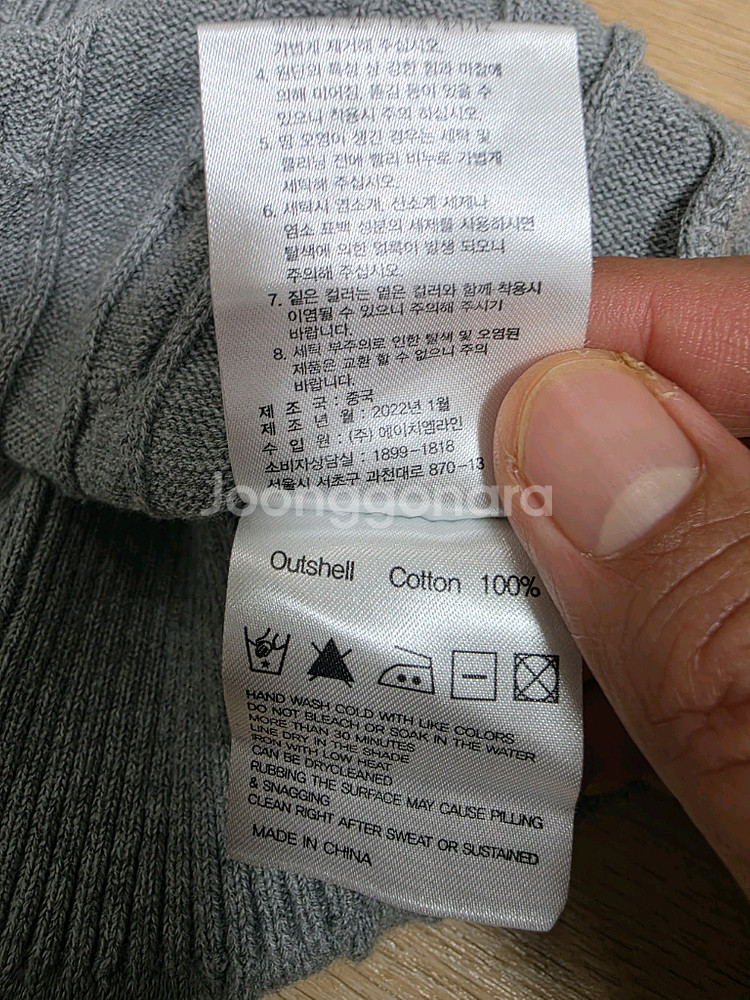 가볍게 제거해 주십시오.
4. 원단의 특성 상 강한 힘과 마찰에
의해 미어짐, 뜯김 등이 있을 수
있으니 착용시 주의 하십시오.
5. 땀 오염이 생긴 경우는 세탁 및
클리닝 전에 빨리 비누로 가볍게
세탁해 주십시오.
6. 세탁시 산소계 세제나
염소 표백 성분의 세제를 사용하시면
탈색에 의한 얼룩이 발생 되오니
주의해 주십시오.
7. 짙은 컬러는 옅은 컬러와 함께 착용시
이염될 수 있으니 주의해 주시기
바랍니다.
8. 세탁 부주의로 인한 탈색 및 오염된
제품은 교환 할 수 없으니 주의
바랍니다.
제 조 국 : 중국
제 조 년 월 : 2022년 1월
수 입 원 : (주) 에이치엠라인
소비자상담실 : 1899-1818
서울시 서초구 과천대로 870-13
Joonggonara
Outshell Cotton 100%
HAND WASH COLD WITH LIKE COLORS
DO NOT BLEACH OR SOAK IN THE WATER
MORE THAN 30 MINUTES
LINE DRY IN THE SHADE
IRON WITH LOW HEAT
CAN BE DRYCLEANED
RUBBING THE SURFACE MAY CAUSE PILLING
& SNAGGING
CLEAN RIGHT AFTER SWEAT OR SUSTAINED
MADE IN CHINA